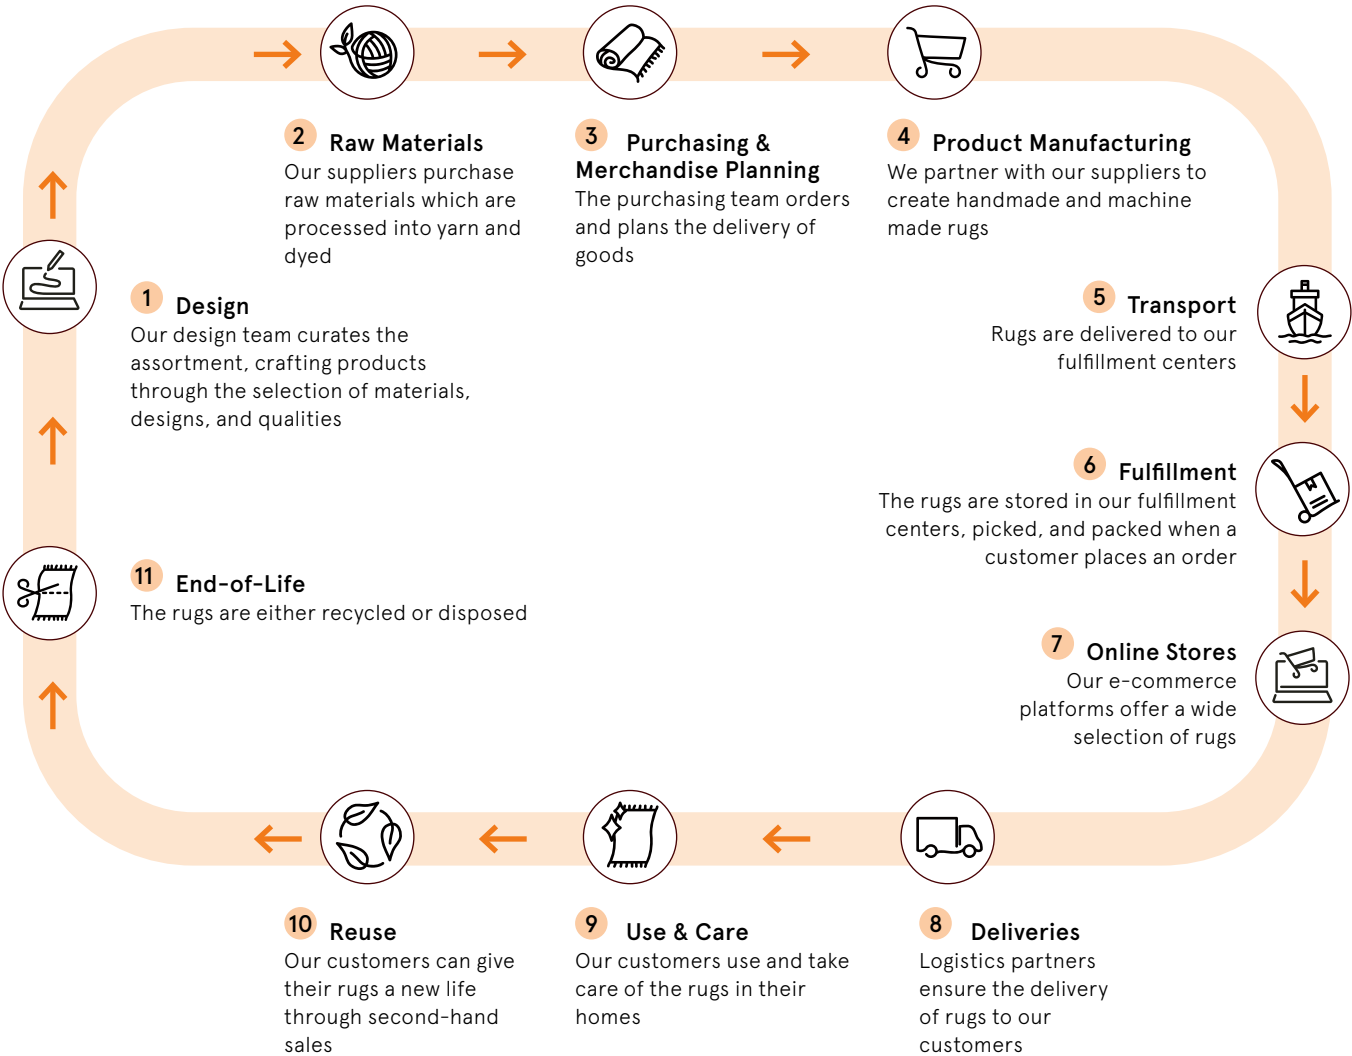 1 Design
Our design team curates the
assortment, crafting products
through the selection of materials,
designs, and qualities
2 Raw Materials
Our suppliers purchase
raw materials which are
processed into yarn and
dyed
3 Purchasing &
Merchandise Planning
The purchasing team orders
and plans the delivery of
goods
4 Product Manufacturing
We partner with our suppliers to
create handmade and machine
made rugs
5 Transport
Rugs are delivered to our
fulfillment centers
6 Fulfillment
The rugs are stored in our fulfillment
centers, picked, and packed when a
customer places an order
7 Online Stores
Our e-commerce
platforms offer a wide
selection of rugs
8 Deliveries
Logistics partners
ensure the delivery
of rugs to our
customers
9 Use & Care
Our customers use and take
care of the rugs in their
homes
10 Reuse
Our customers can give
their rugs a new life
through second-hand
sales
11 End-of-Life
The rugs are either recycled or disposed